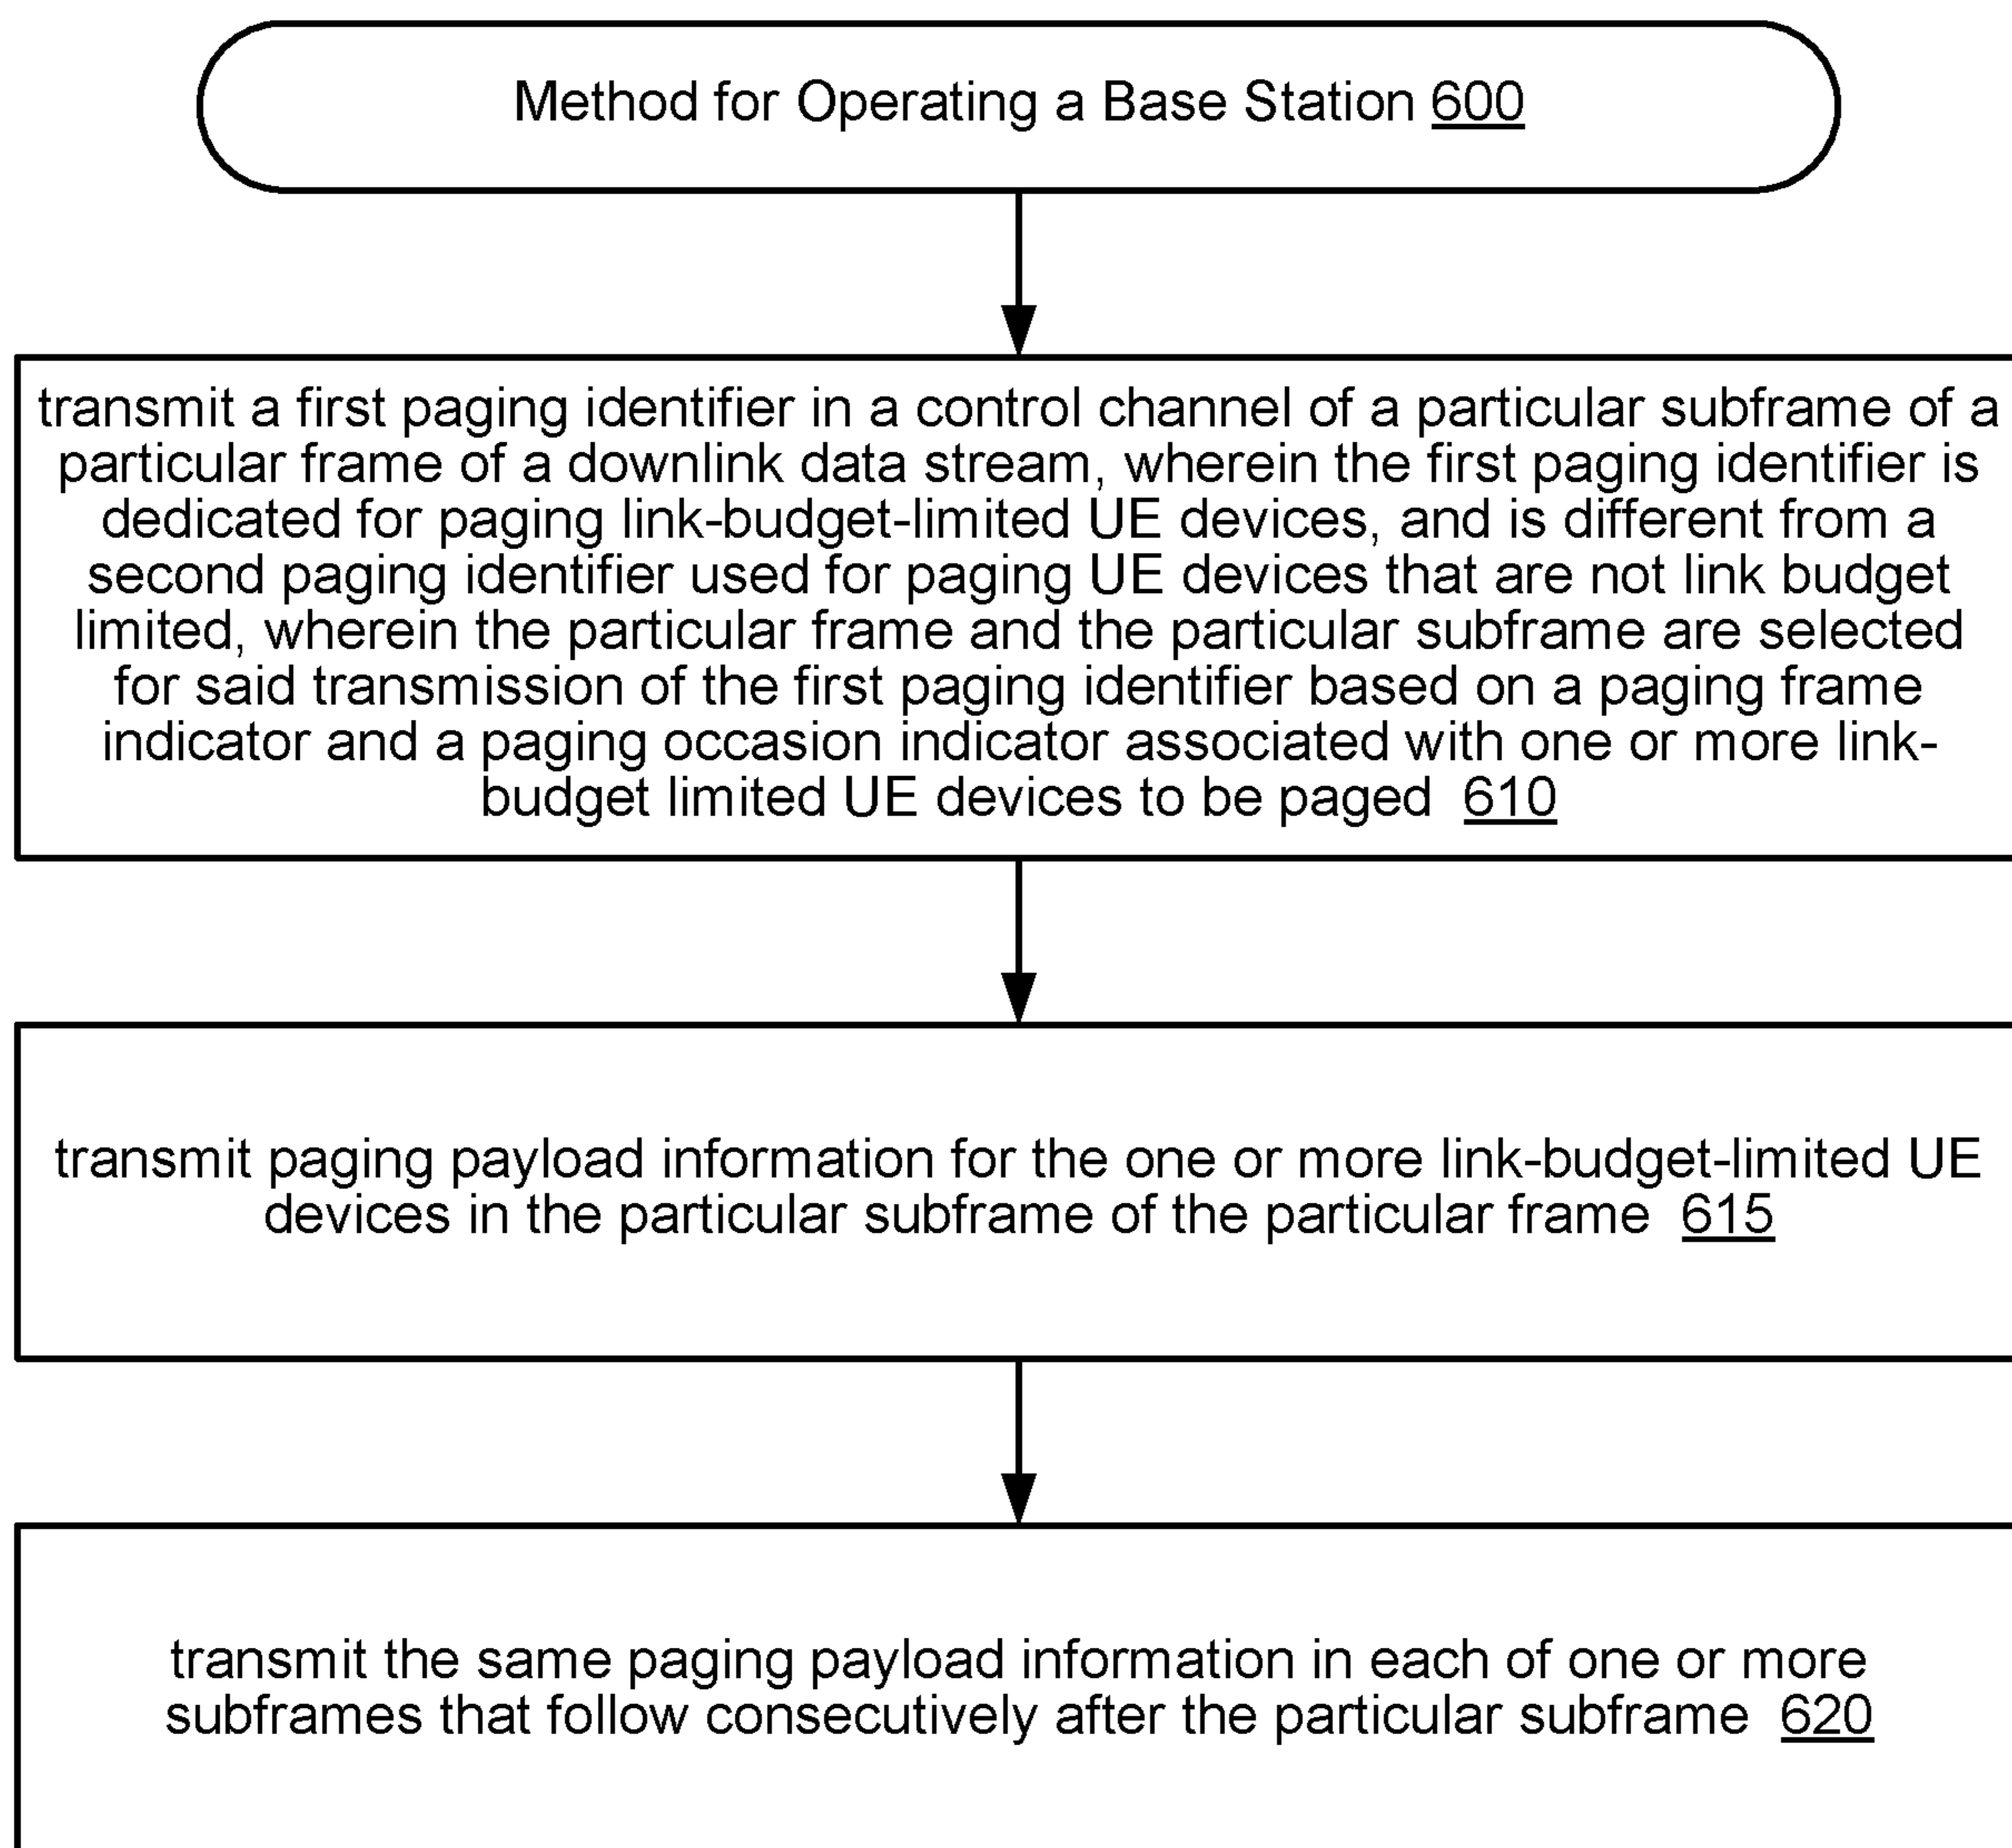 Method for Operating a Base Station 600
transmit a first paging identifier in a control channel of a particular subframe of a
particular frame of a downlink data stream, wherein the first paging identifier is
dedicated for paging link-budget-limited UE devices, and is different from a
second paging identifier used for paging UE devices that are not link budget
limited, wherein the particular frame and the particular subframe are selected
for said transmission of the first paging identifier based on a paging frame
indicator and a paging occasion indicator associated with one or more link-
budget limited UE devices to be paged 610
transmit paging payload information for the one or more link-budget-limited UE
devices in the particular subframe of the particular frame 615
transmit the same paging payload information in each of one or more
subframes that follow consecutively after the particular subframe 620